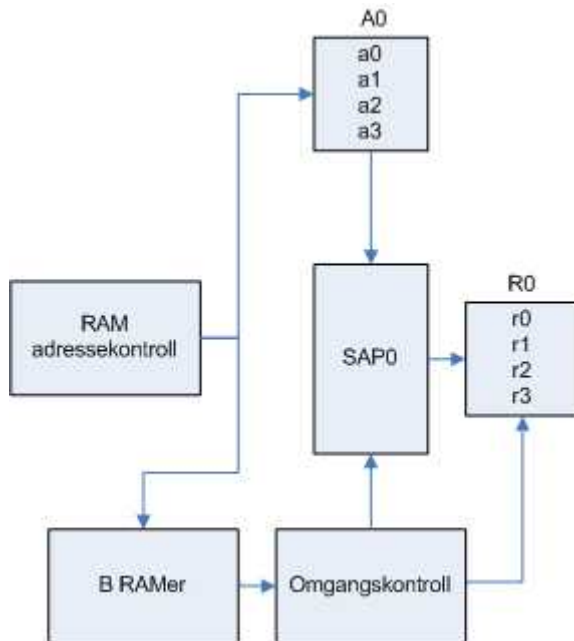 A0
a0
a1
a2
a3
RAM
adressekontroll
SAP0
R0
r0
r1
r2
r3
B RAMer
Omgangskontroll